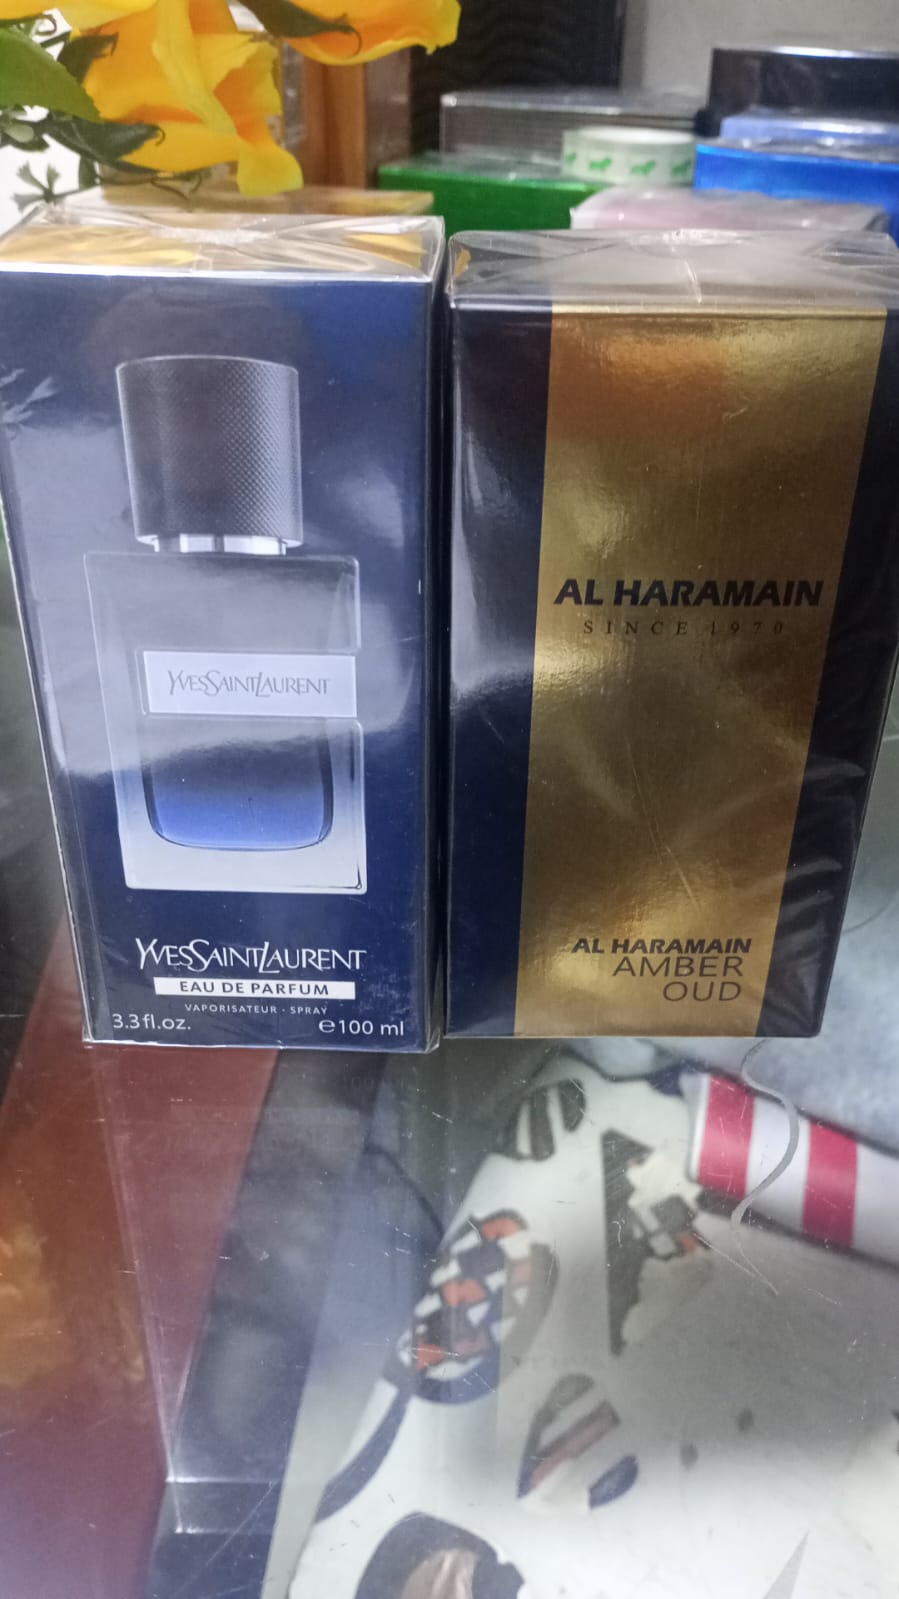 YVESSAINTLAURENT
YVESSAINTLAURENT
EAU DE PARFUM
VAPORISATEUR - SPRAY
3.3 fl.oz.
℮100 ml
AL HARAMAIN
SINCE 1970
AL HARAMAIN
AMBER
OUD